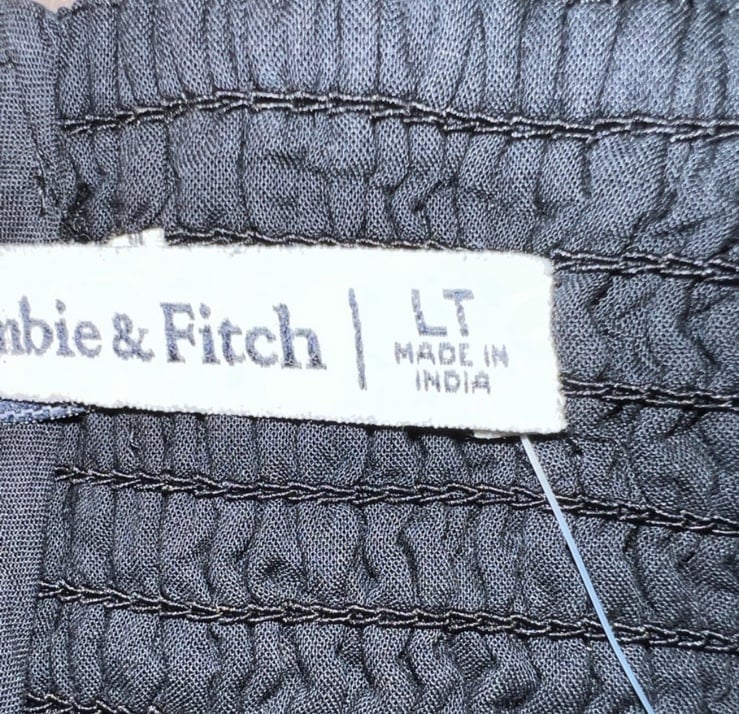 mbie & Fitch
LT
MADE IN
INDIA